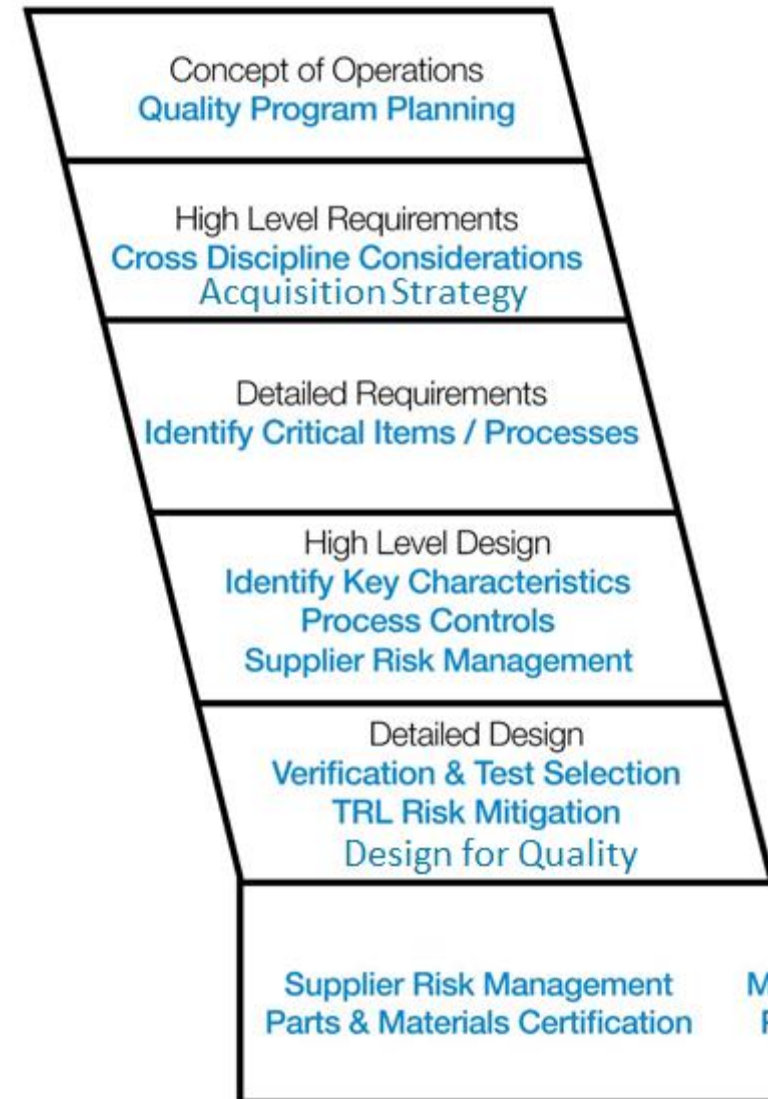 Concept of Operations
Quality Program Planning
High Level Requirements
Cross Discipline Considerations
Acquisition Strategy
Detailed Requirements
Identify Critical Items / Processes
High Level Design
Identify Key Characteristics
Process Controls
Supplier Risk Management
Detailed Design
Verification & Test Selection
TRL Risk Mitigation
Design for Quality
Supplier Risk Management
Parts & Materials Certification